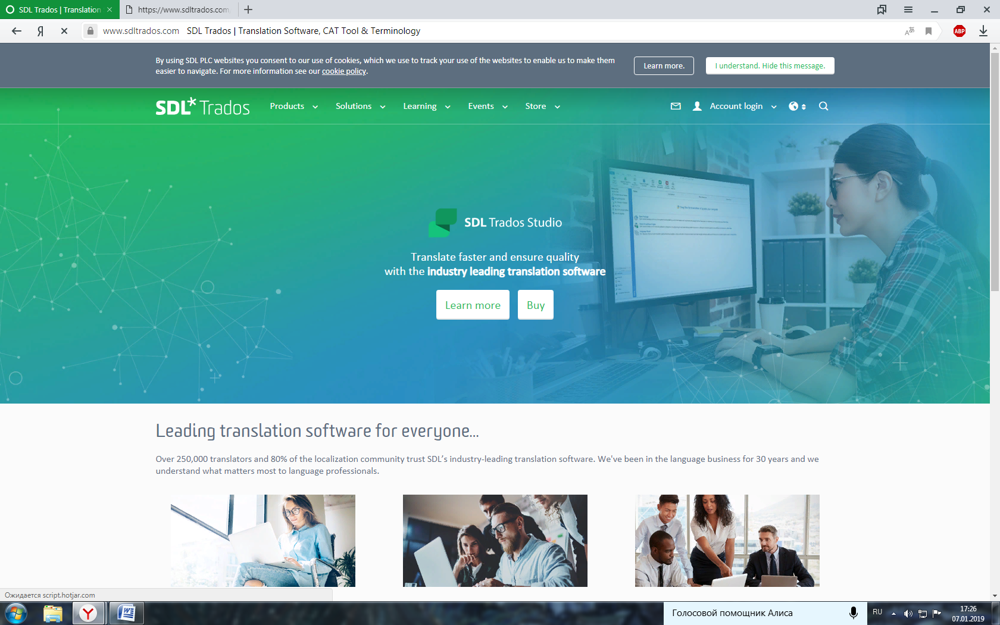 SDL Trados | Translation
https://www.sdltrados.com
Я
www.sdltrados.com SDL Trados | Translation Software, CAT Tool & Terminology
ABP
By using SDL PLC websites you consent to our use of cookies, which we use to track your use of the websites to enable us to make them
easier to navigate. For more information see our cookie policy.
Learn more.
I understand. Hide this message.
SDL* Trados
Products
Solutions
Learning
Events
Store
Account login
SDL Trados Studio
Translate faster and ensure quality
with the industry leading translation software
Learn more
Buy
Leading translation software for everyone...
Over 250,000 translators and 80% of the localization community trust SDL’s industry-leading translation software. We've been in the language business for 30 years and we
understand what matters most to language professionals.
Ожидается script.hotjar.com
Голосовой помощник Алиса
RU
17:26
07.01.2019